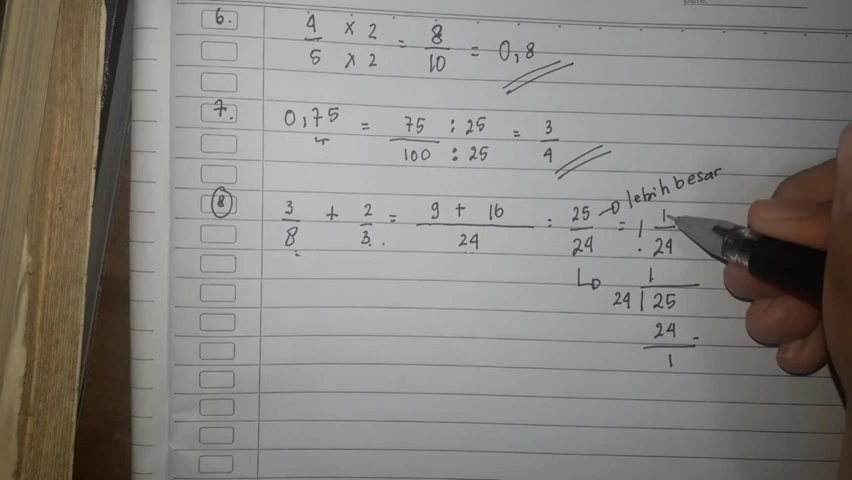 6. 4/5 × 2/× 2 = 8/10 = 0,8
7. 0,75 = 75 : 25/100 : 25 = 3/4
8 3/8 + 2/3 = 9 + 16/24 = 25/24 → lebih besar = 1 1/24
1
24 | 25
24 -
1